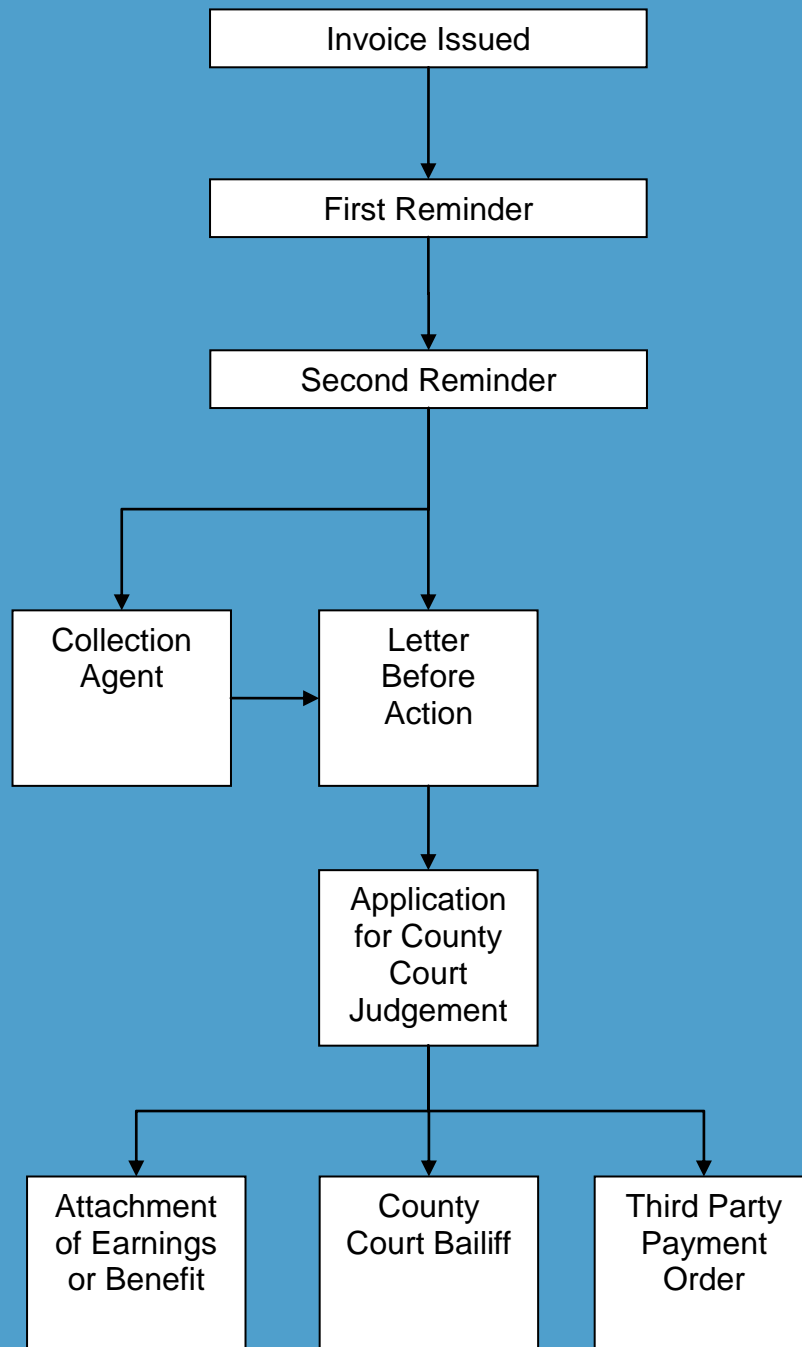 Invoice Issued
First Reminder
Second Reminder
Collection
Agent
Letter
Before
Action
Application
for County
Court
Judgement
Attachment
of Earnings
or Benefit
County
Court Bailiff
Third Party
Payment
Order